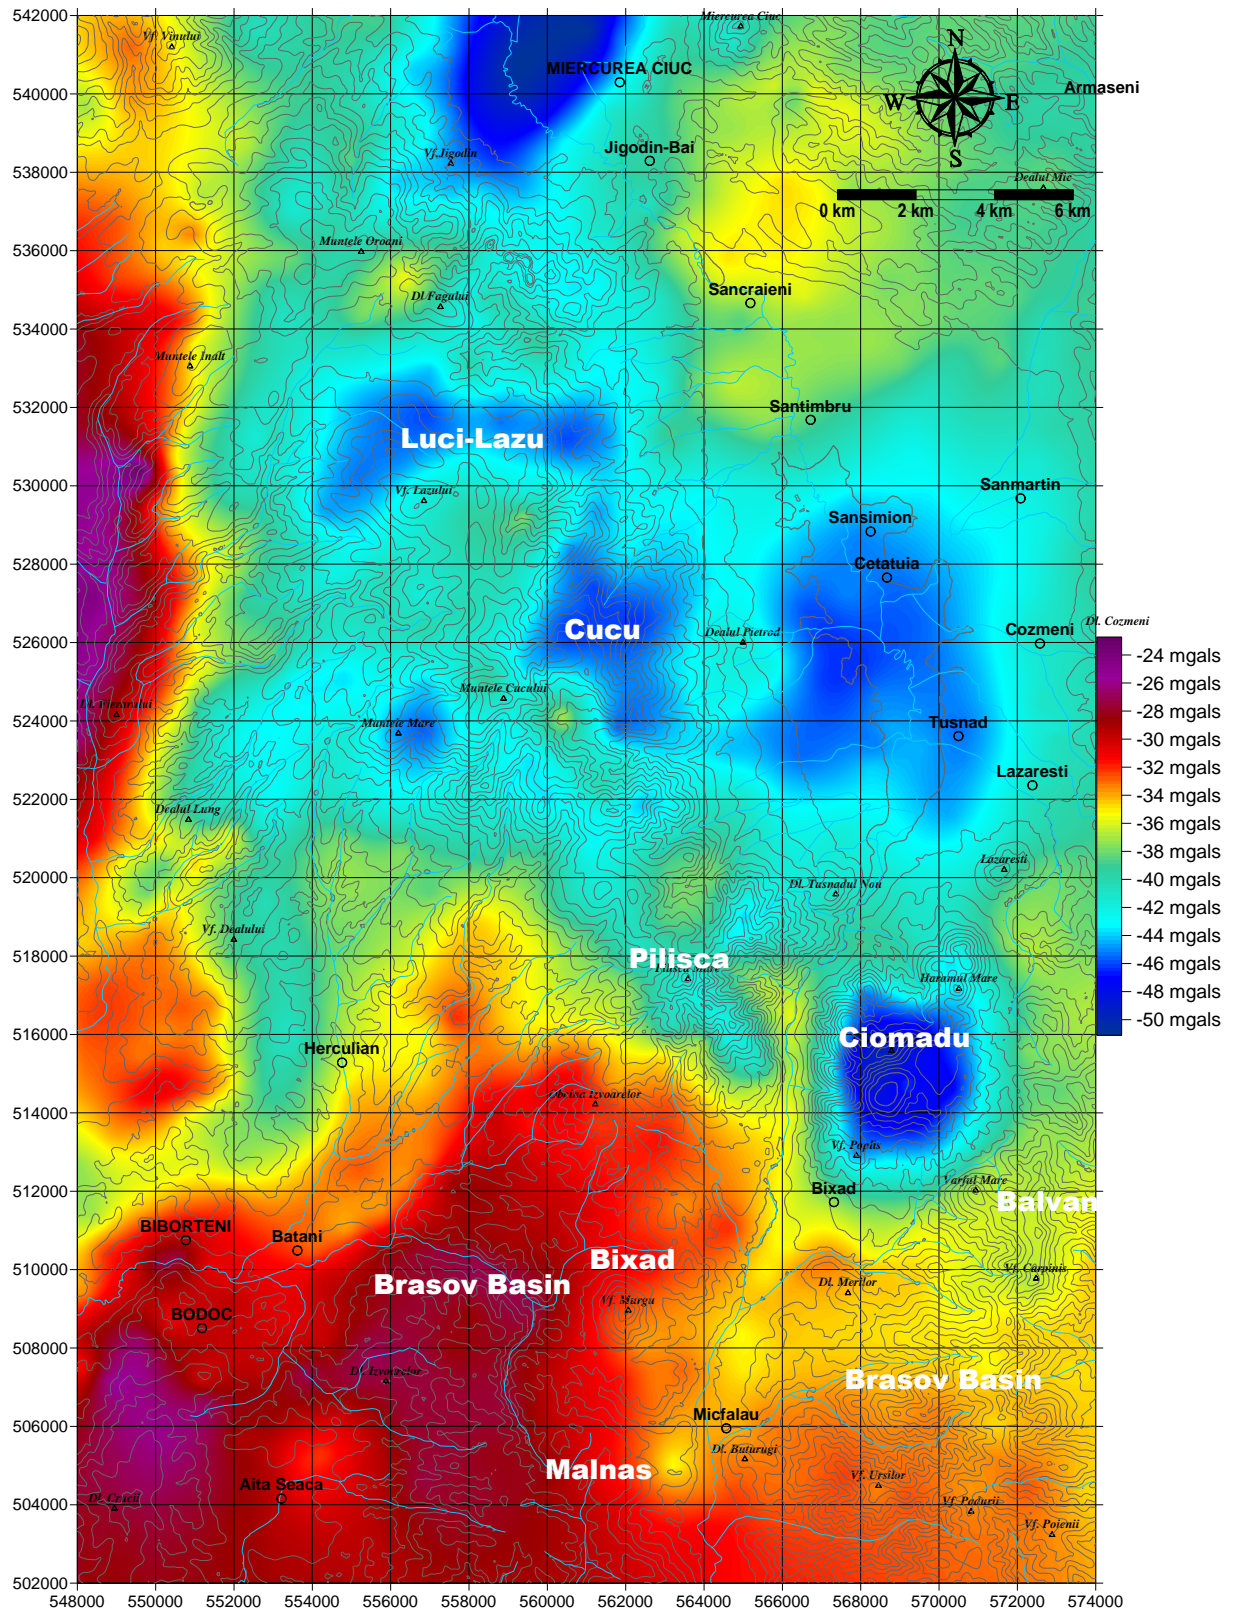 542000
Miercurea Ciuc
Vf. Vinului
N
MIERCUREA CIUC
540000
Armaseni
W
E
Jigodin-Bai
Vf.Jigodin
S
538000
Dealul Mic
0 km
2 km
4 km
6 km
536000
Muntele Oroani
Sancraieni
Dl Fagului
534000
Muntele Inalt
532000
Santimbru
Luci-Lazu
530000
Vf. Lazului
Sanmartin
Sansimion
528000
Cetatuia
Cucu
Dealul Pietrod
Dl. Cozmeni
526000
Cozmeni
-24 mgals
-26 mgals
-28 mgals
-30 mgals
-32 mgals
-34 mgals
-36 mgals
-38 mgals
-40 mgals
-42 mgals
-44 mgals
-46 mgals
-48 mgals
-50 mgals
Muntele Cucului
524000
Muntele Mare
Tusnad
Lazaresti
522000
Dealul Lung
Lazaresti
520000
Dl. Tusnadul Nou
Vf. Dealului
518000
Pilisca
Pilisca Mare
Haramul Mare
516000
Ciomadu
Herculian
Obcina Izvoarelor
514000
Vf. Popas
Varful Mare
512000
Bixad
Balvan
BIBORTENI
Batani
510000
Bixad
Vf. Carpinis
Brasov Basin
Dl. Merilor
Vf. Murgu
BODOC
508000
Dl. Izvoarelor
Brasov Basin
506000
Micfalau
Dl. Buturugi
Malnas
Vf. Ursilor
504000
Aita Seaca
Vf. Padurii
Vf. Poienii
502000
548000
550000
552000
554000
556000
558000
560000
562000
564000
566000
568000
570000
572000
574000